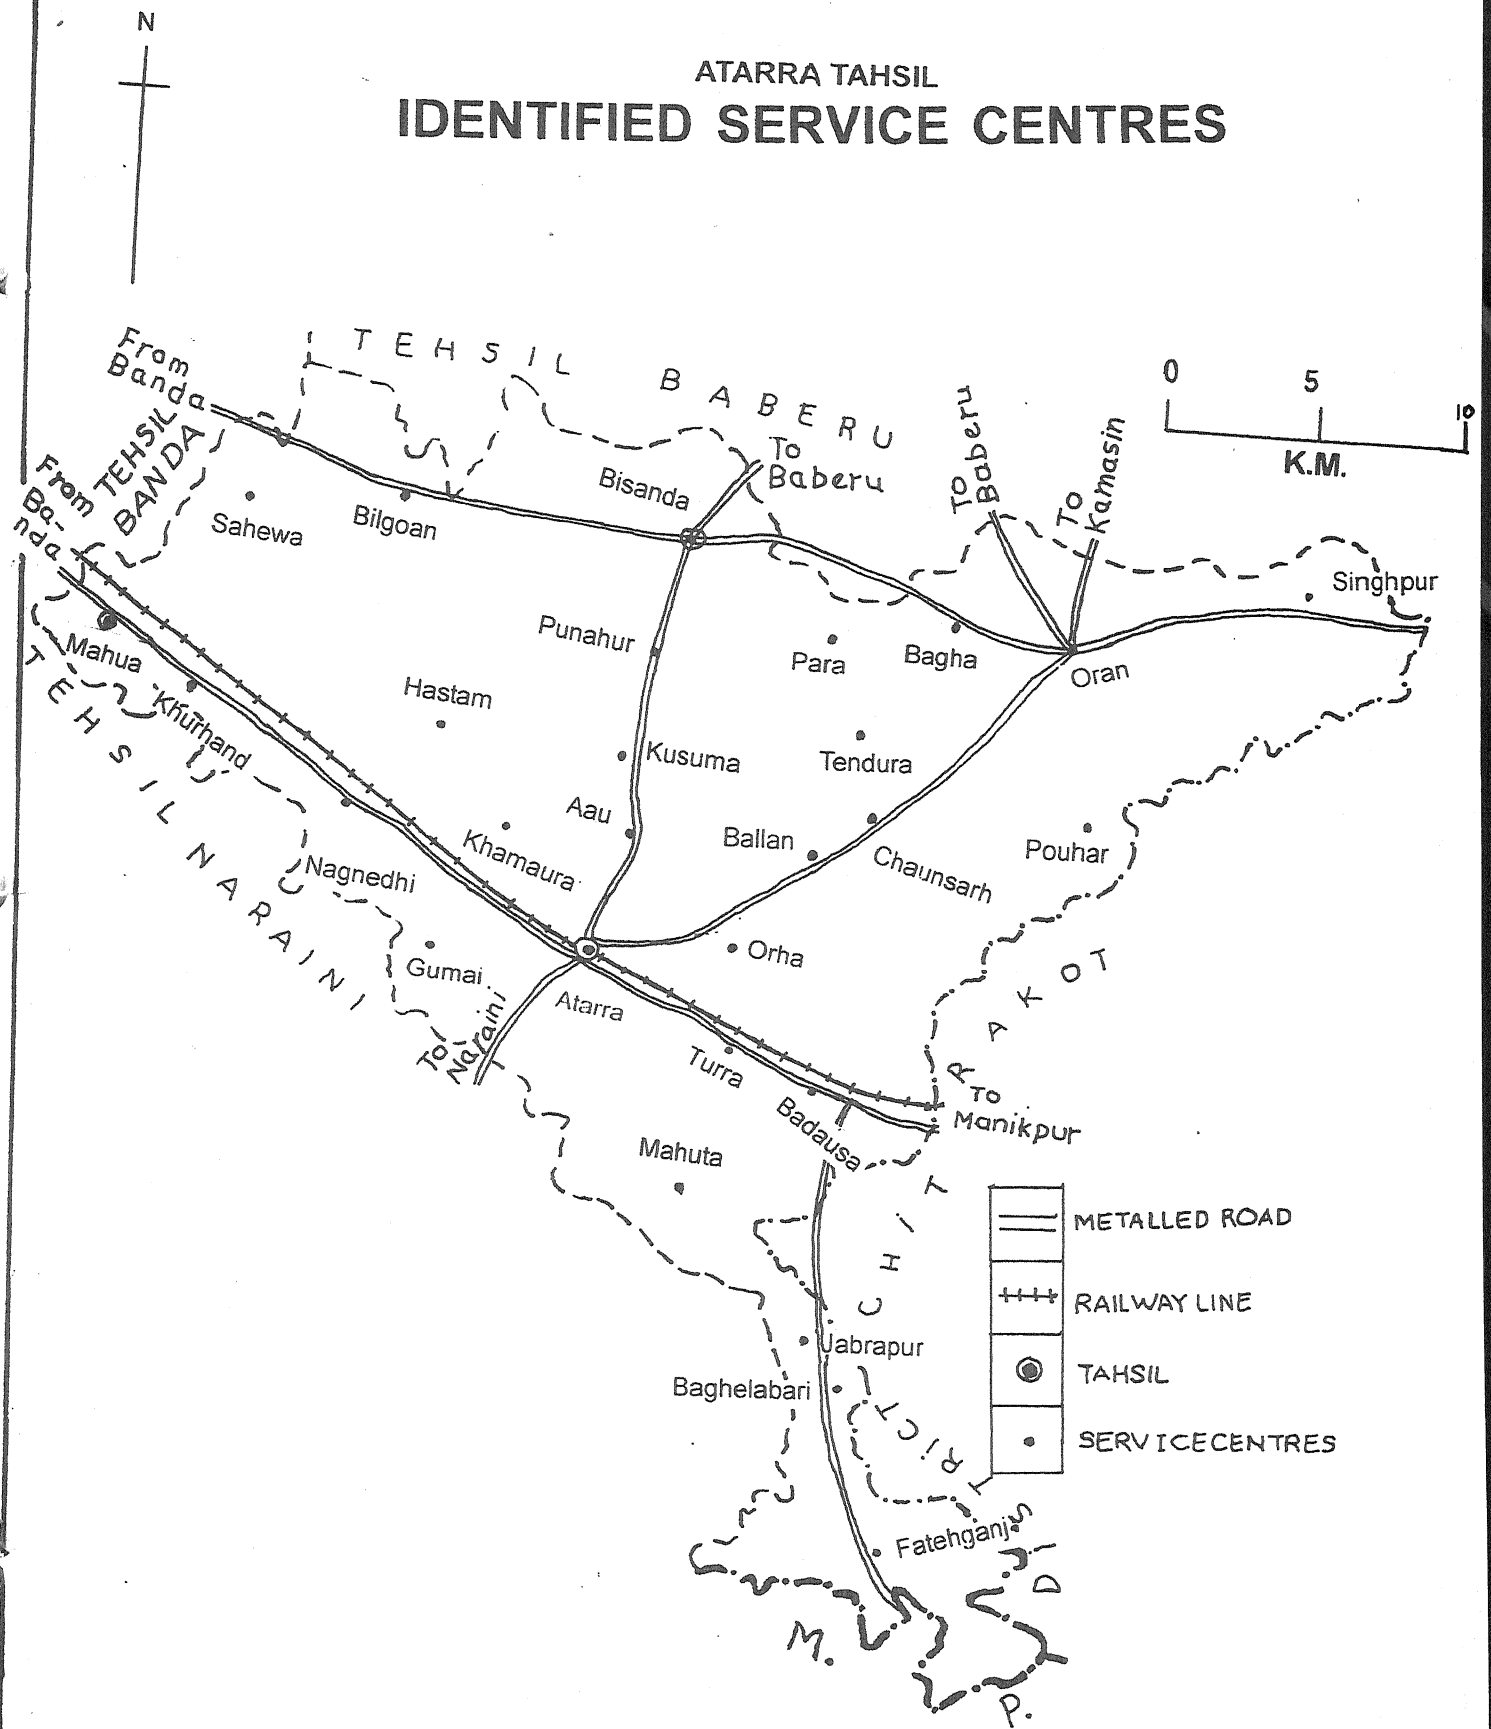 N
ATARRA TAHSIL
IDENTIFIED SERVICE CENTRES
0 5 10
K.M.
From
Banda
TEHSIL BABERU
TEHSIL
BANDA
From
Ba-
nda
To
Baberu
To
Baberu
To
Kamasin
Bisanda
Sahewa
Bilgoan
Singhpur
Punahur
Para
Bagha
Oran
Mahua
Khurhand
Hastam
Kusuma
Tendura
Aau
Ballan
Chaunsarh
Pouhar
Khamaura
Nagnedhi
TEHSIL NARAINI
Gumai
Orha
Atarra
To
Naraini
Turra
Badausa
To
Manikpur
Mahuta
Jabrapur
Baghelabari
Fatehganj
DISTRICT CHITRAKOT
M. P.
METALLED ROAD
RAILWAY LINE
TAHSIL
SERVICECENTRES